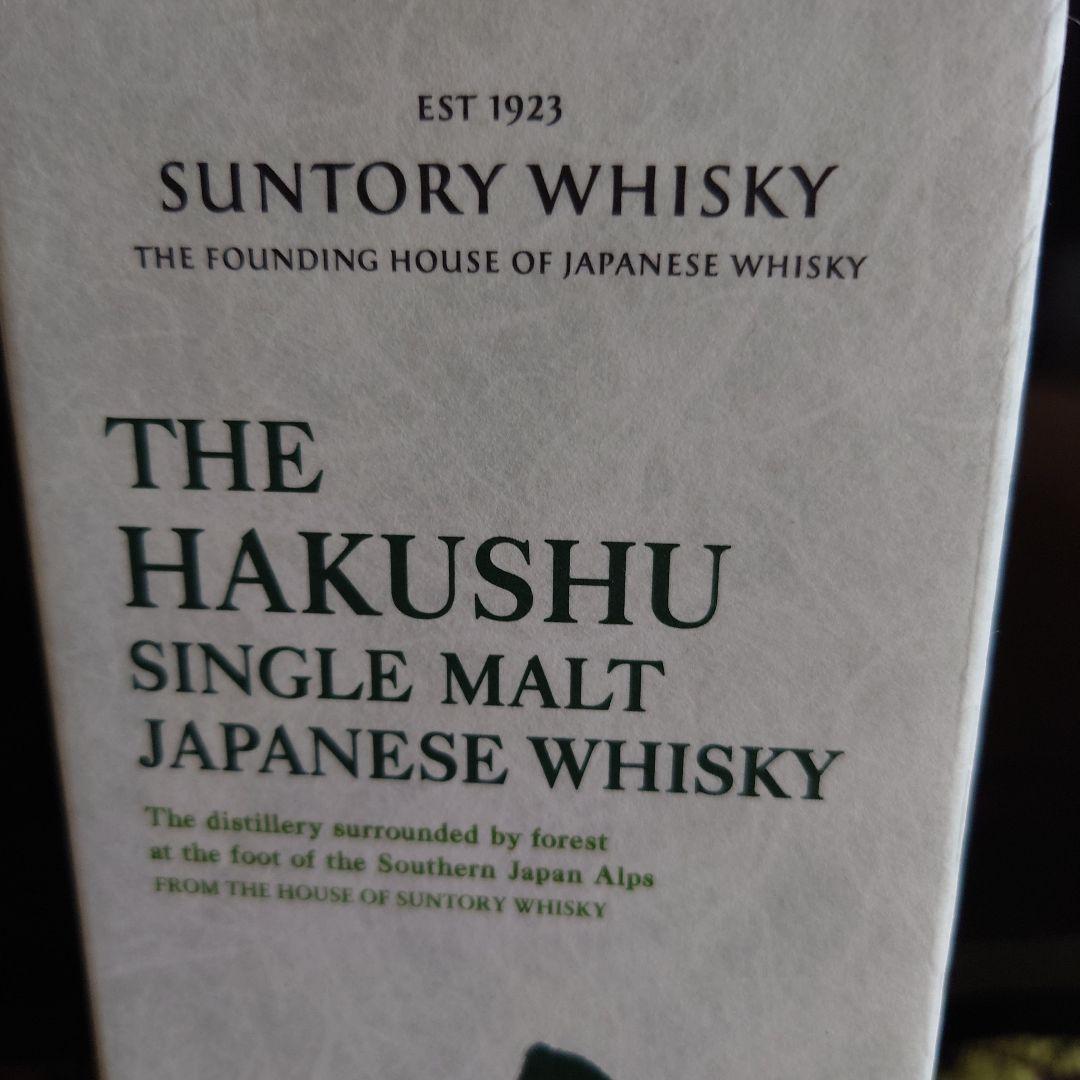 EST 1923
SUNTORY WHISKY
THE FOUNDING HOUSE OF JAPANESE WHISKY
THE
HAKUSHU
SINGLE MALT
JAPANESE WHISKY
The distillery surrounded by forest
at the foot of the Southern Japan Alps
FROM THE HOUSE OF SUNTORY WHISKY